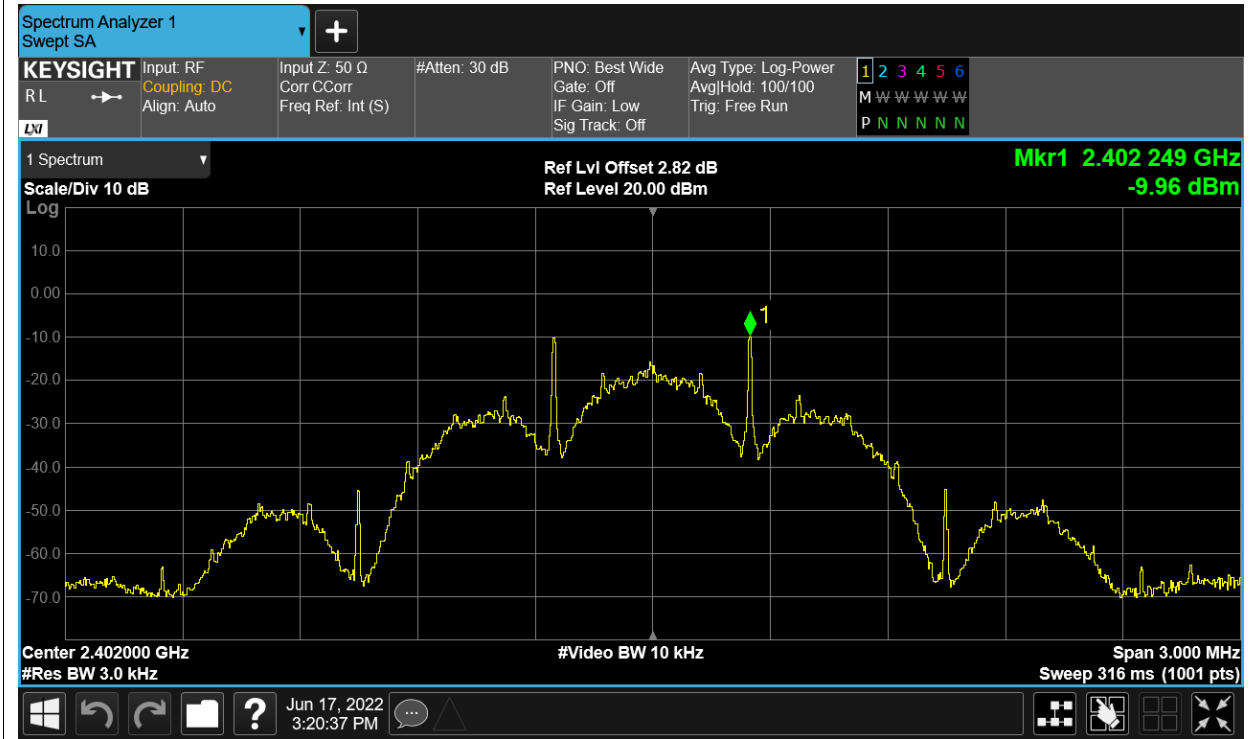 Spectrum Analyzer 1
Swept SA
KEYSIGHT
R L
LXI
Input: RF
Coupling: DC
Align: Auto
Input Z: 50 Ω
Corr CCorr
Freq Ref: Int (S)
#Atten: 30 dB
PNO: Best Wide
Gate: Off
IF Gain: Low
Sig Track: Off
Avg Type: Log-Power
Avg|Hold: 100/100
Trig: Free Run
1 2 3 4 5 6
M W W W W W W
P N N N N N N
1 Spectrum
Scale/Div 10 dB
Log
Ref Lvl Offset 2.82 dB
Ref Level 20.00 dBm
Mkr1 2.402 249 GHz
-9.96 dBm
10.0
0.00
-10.0
-20.0
-30.0
-40.0
-50.0
-60.0
-70.0
1
Center 2.402000 GHz
#Res BW 3.0 kHz
#Video BW 10 kHz
Span 3.000 MHz
Sweep 316 ms (1001 pts)
?
Jun 17, 2022
3:20:37 PM